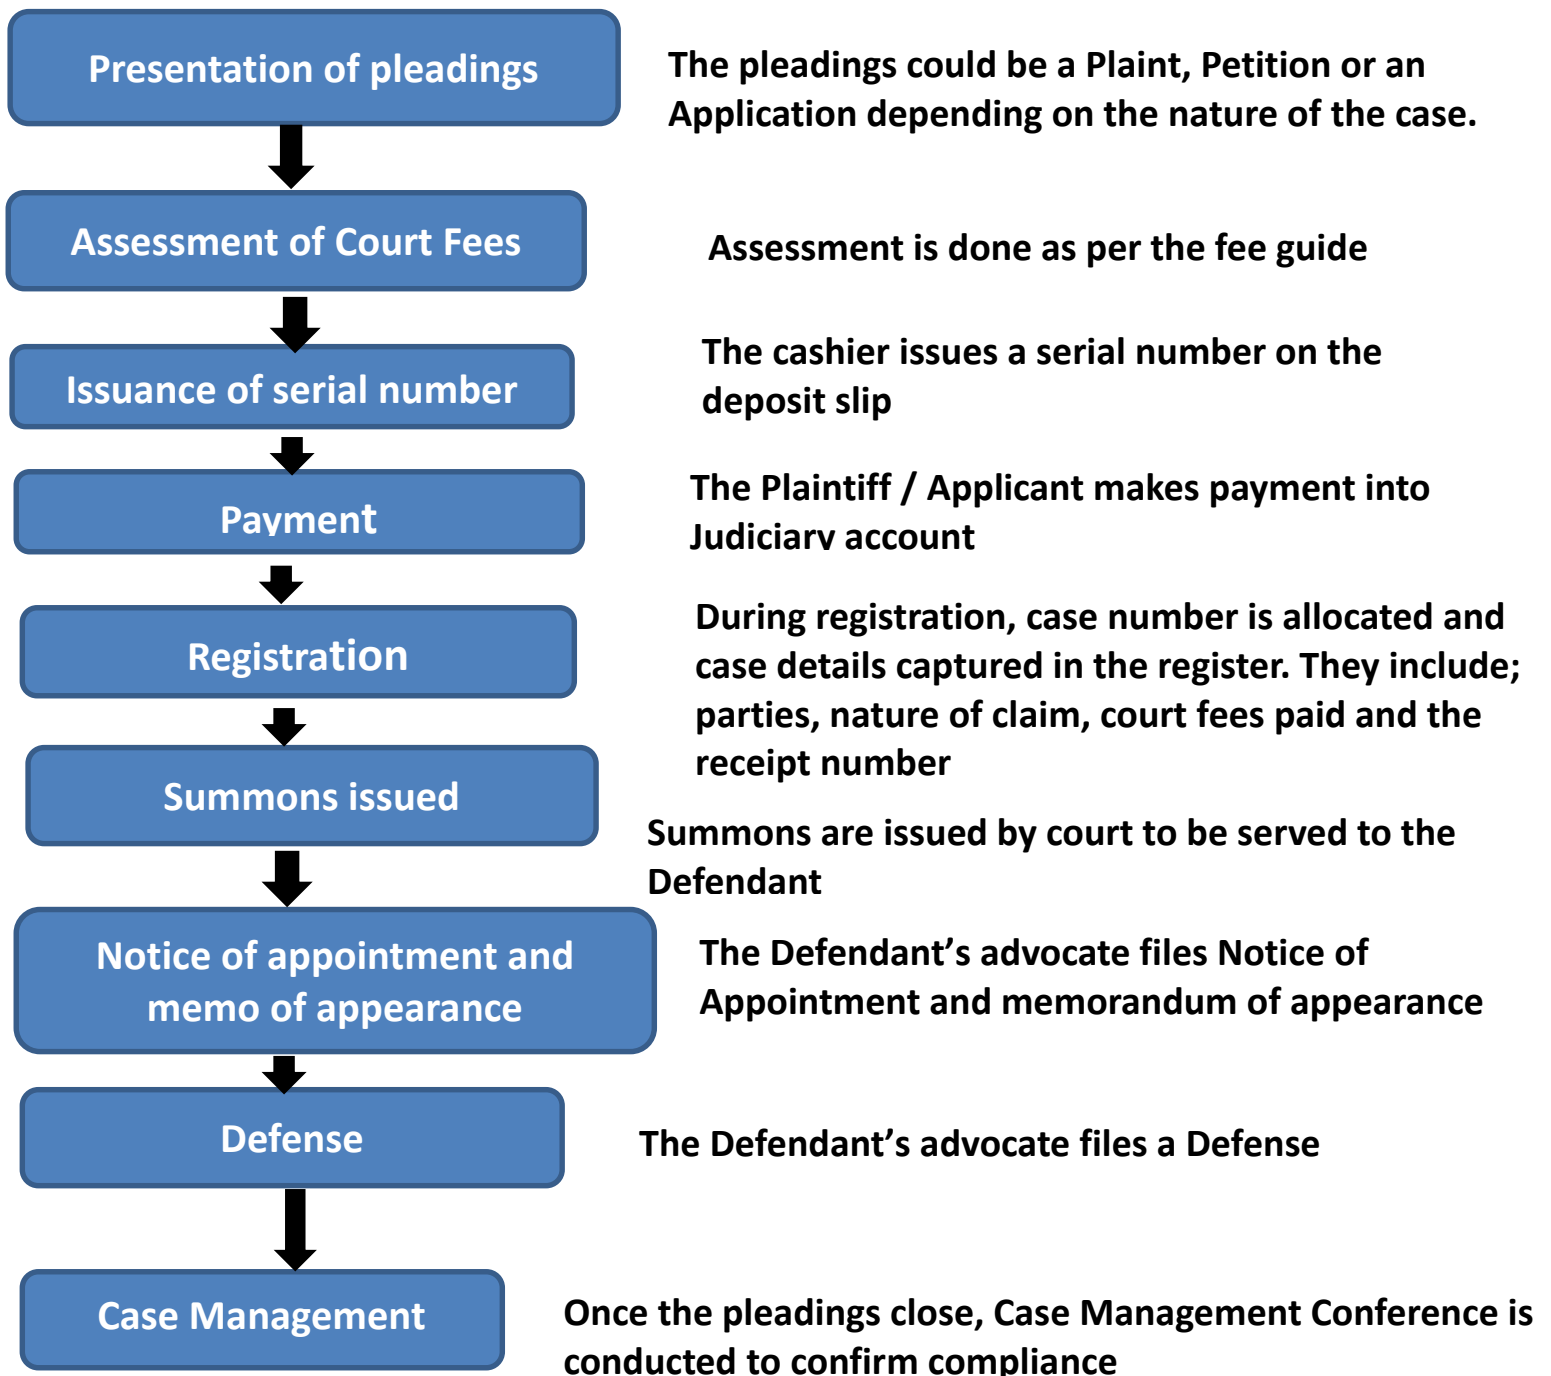 Presentation of pleadings
The pleadings could be a Plaint, Petition or an
Application depending on the nature of the case.
Assessment of Court Fees
Assessment is done as per the fee guide
Issuance of serial number
The cashier issues a serial number on the
deposit slip
Payment
The Plaintiff / Applicant makes payment into
Judiciary account
Registration
During registration, case number is allocated and
case details captured in the register. They include;
parties, nature of claim, court fees paid and the
receipt number
Summons issued
Summons are issued by court to be served to the
Defendant
Notice of appointment and
memo of appearance
The Defendant’s advocate files Notice of
Appointment and memorandum of appearance
Defense
The Defendant’s advocate files a Defense
Case Management
Once the pleadings close, Case Management Conference is
conducted to confirm compliance